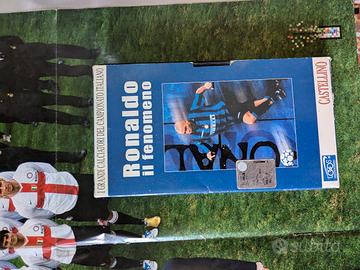 I GRANDI CALCIATORI DEL CAMPIONATO ITALIANO
Ronaldo
il fenomeno
CASTELLINO
subito